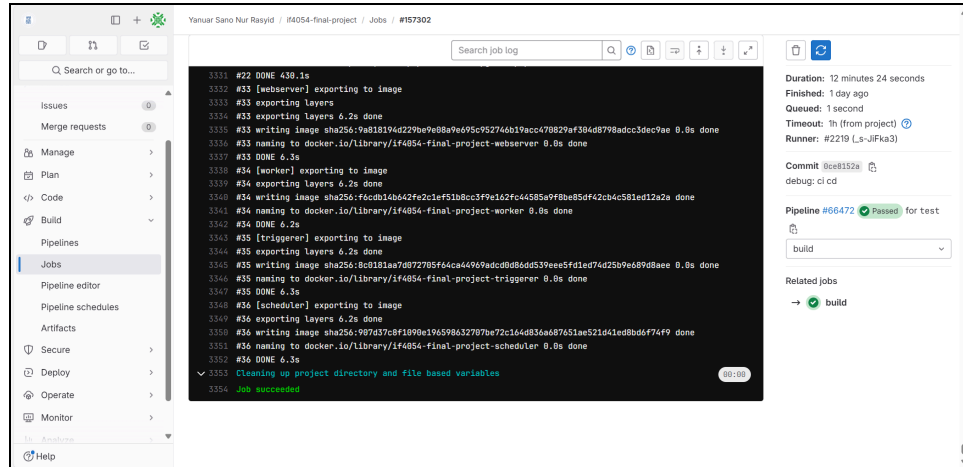 Yanuar Sano Nur Rasyid / if4054-final-project / Jobs / #157302
Search or go to...
Issues 0
Merge requests 0
Manage
Plan
Code
Build
Pipelines
Jobs
Pipeline editor
Pipeline schedules
Artifacts
Secure
Deploy
Operate
Monitor
Analyze
Help
Search job log
3331 #22 DONE 430.1s
3332 #33 [webserver] exporting to image
3333 #33 exporting layers
3334 #33 exporting layers 6.2s done
3335 #33 writing image sha256:9a818194d229be9e08a9e695c952746b19acc470829af304d8798adcc3dec9ae 0.0s done
3336 #33 naming to docker.io/library/if4054-final-project-webserver 0.0s done
3337 #33 DONE 6.3s
3338 #34 [worker] exporting to image
3339 #34 exporting layers 6.2s done
3340 #34 writing image sha256:f6cdb14b642fe2c1ef51b8cc3f9e162fc44585a9f8be85df42cb4c581ed12a2a done
3341 #34 naming to docker.io/library/if4054-final-project-worker 0.0s done
3342 #34 DONE 6.2s
3343 #35 [triggerer] exporting to image
3344 #35 exporting layers 6.2s done
3345 #35 writing image sha256:8c0181aa7d072705f64ca44969adcd0d86dd539eee5fd1ed74d25b9e689d8aee 0.0s done
3346 #35 naming to docker.io/library/if4054-final-project-triggerer 0.0s done
3347 #35 DONE 6.3s
3348 #36 [scheduler] exporting to image
3349 #36 exporting layers 6.2s done
3350 #36 writing image sha256:907d37c8f1090e196598632707be72c164d836a687651ae521d41ed8bd6f74f9 done
3351 #36 naming to docker.io/library/if4054-final-project-scheduler 0.0s done
3352 #36 DONE 6.3s
3353 Cleaning up project directory and file based variables 00:00
3354 Job succeeded
Duration: 12 minutes 24 seconds
Finished: 1 day ago
Queued: 1 second
Timeout: 1h (from project)
Runner: #2219 (_s-JiFka3)
Commit 0ce8152a
debug: ci cd
Pipeline #66472 Passed for test
build
Related jobs
→ build